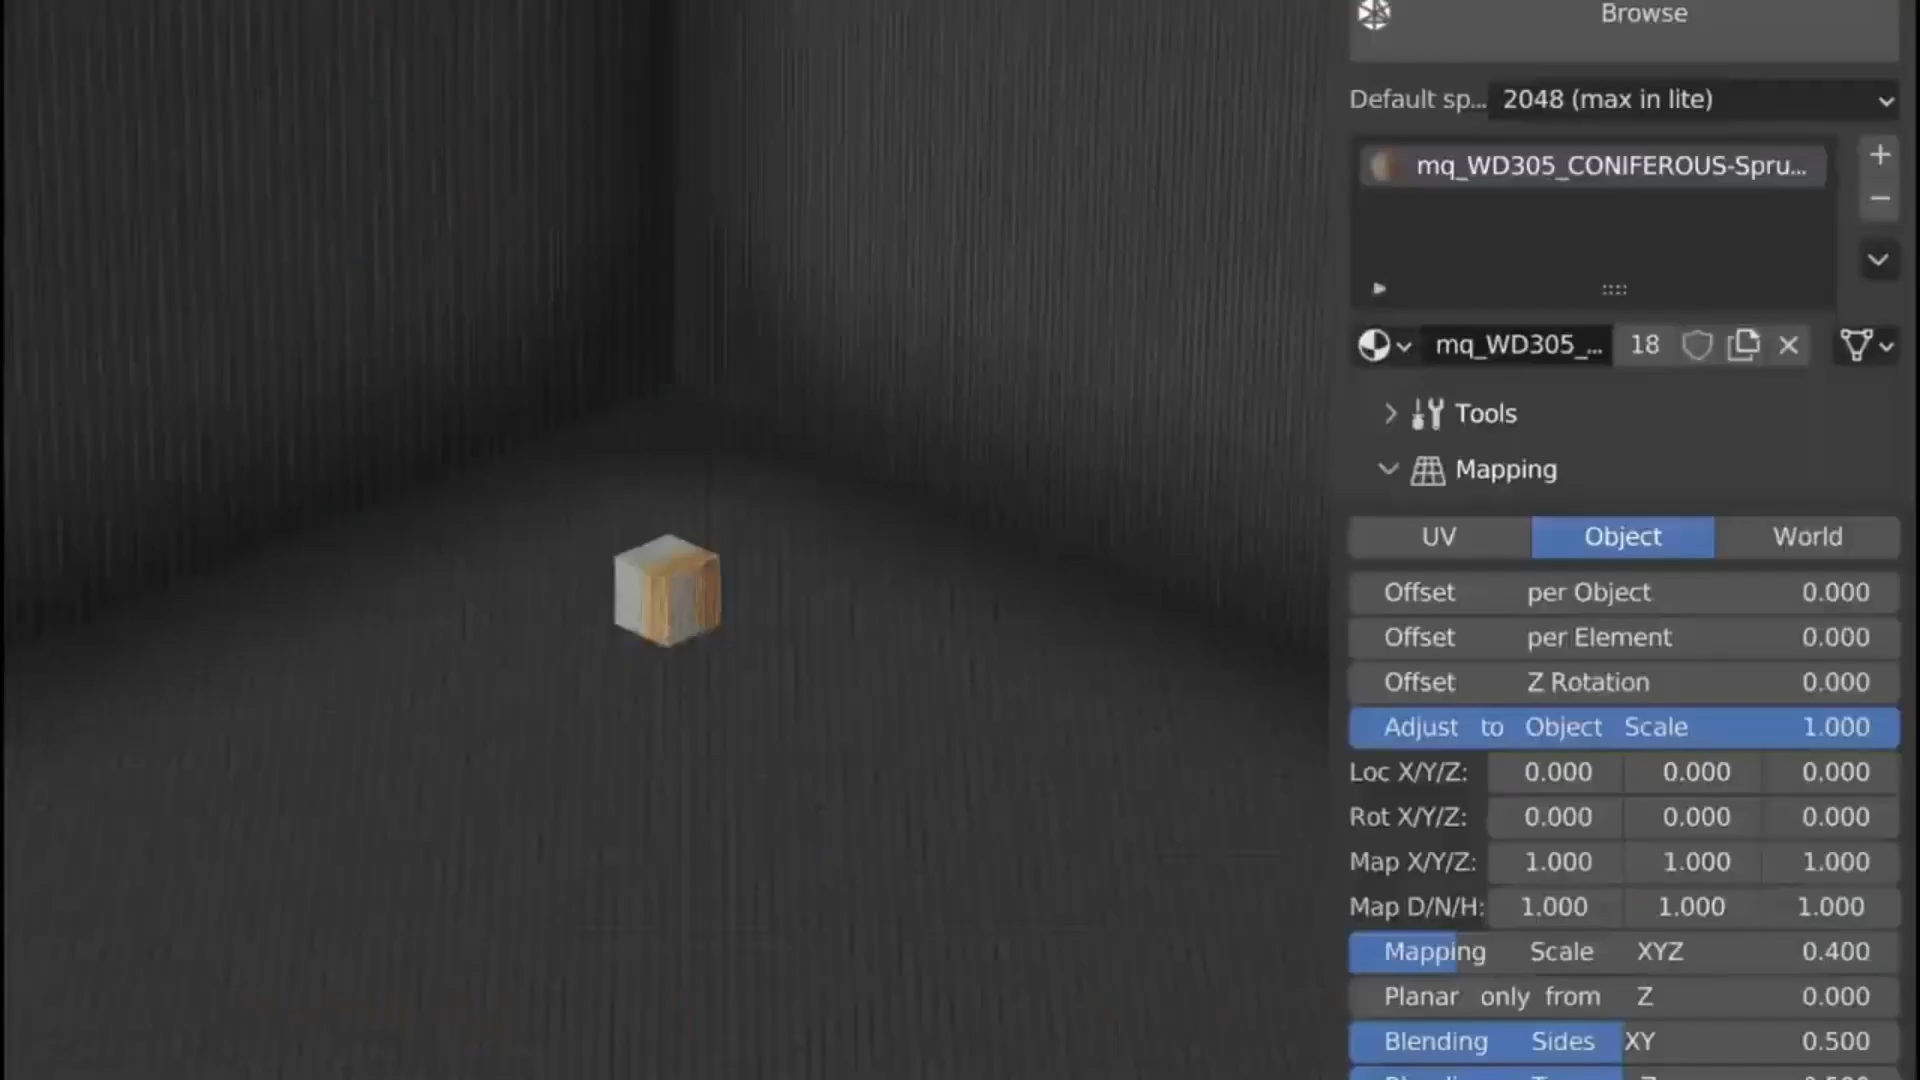 Browse
Default sp... 2048 (max in lite)
mq_WD305_CONIFEROUS-Spru...
mq_WD305_... 18
Tools
Mapping
UV Object World
Offset per Object 0.000
Offset per Element 0.000
Offset Z Rotation 0.000
Adjust to Object Scale 1.000
Loc X/Y/Z: 0.000 0.000 0.000
Rot X/Y/Z: 0.000 0.000 0.000
Map X/Y/Z: 1.000 1.000 1.000
Map D/N/H: 1.000 1.000 1.000
Mapping Scale XYZ 0.400
Planar only from Z 0.000
Blending Sides XY 0.500